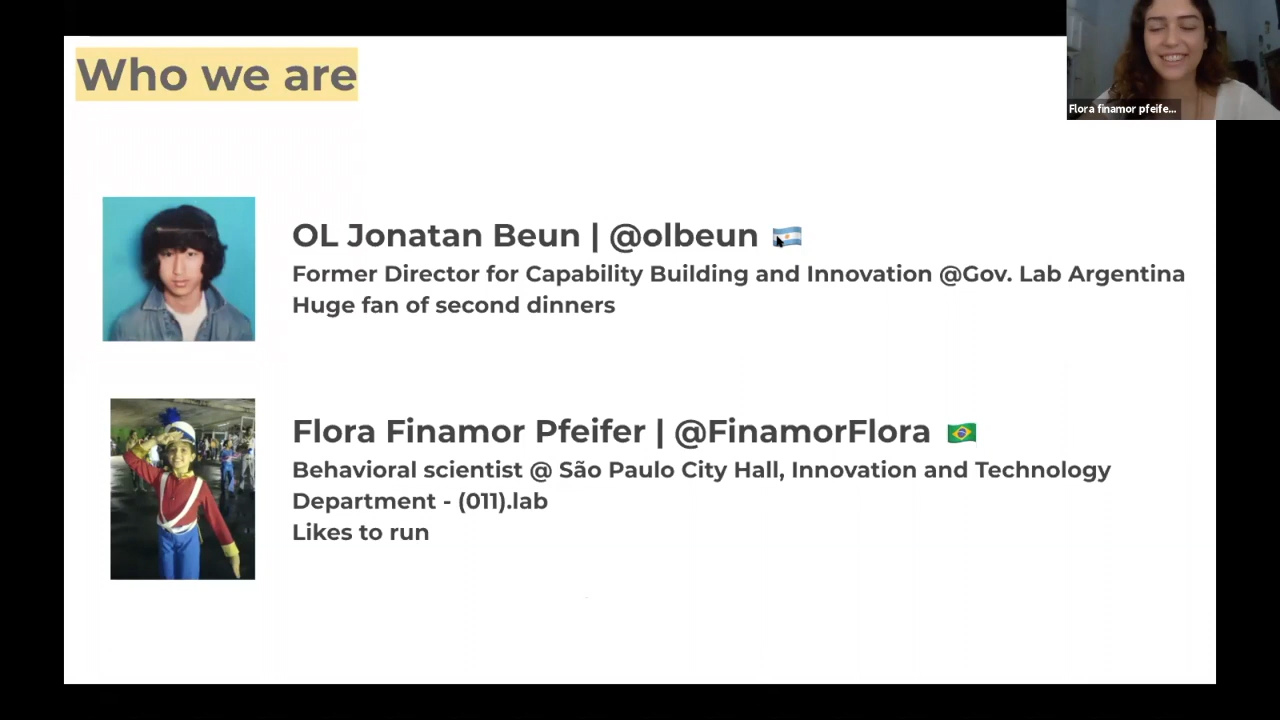 Who we are
Flora finamor pfeife...
OL Jonatan Beun | @olbeun
Former Director for Capability Building and Innovation @Gov. Lab Argentina
Huge fan of second dinners
Flora Finamor Pfeifer | @FinamorFlora
Behavioral scientist @ São Paulo City Hall, Innovation and Technology
Department - (011).lab
Likes to run